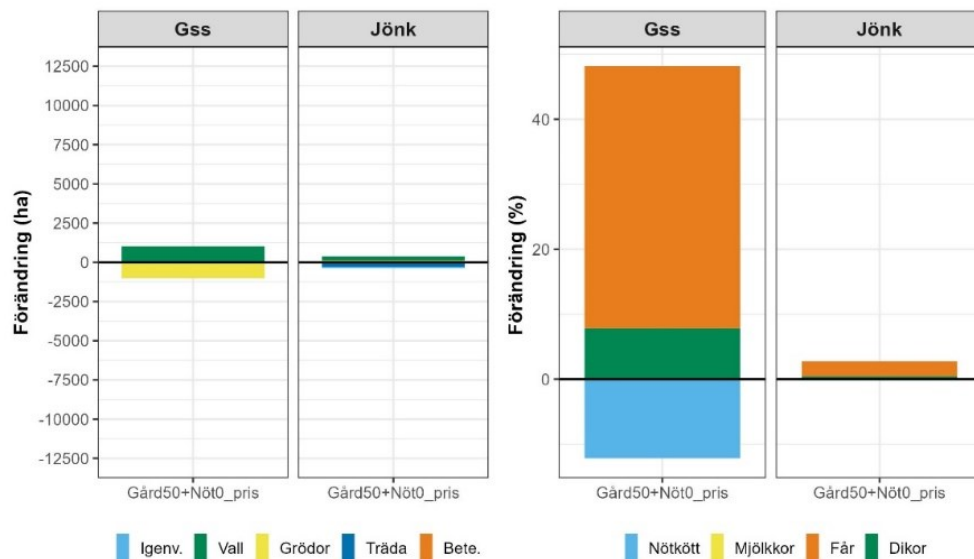 Gss
Jönk
Förändring (ha)
12500
10000
7500
5000
2500
0
-2500
-5000
-7500
-10000
-12500
Gård50+Nöt0_pris
Gård50+Nöt0_pris
Igenv. Vall Grödor Träda Bete.
Gss
Jönk
Förändring (%)
40
20
0
Gård50+Nöt0_pris
Gård50+Nöt0_pris
Nötkött Mjölkkor Får Dikor